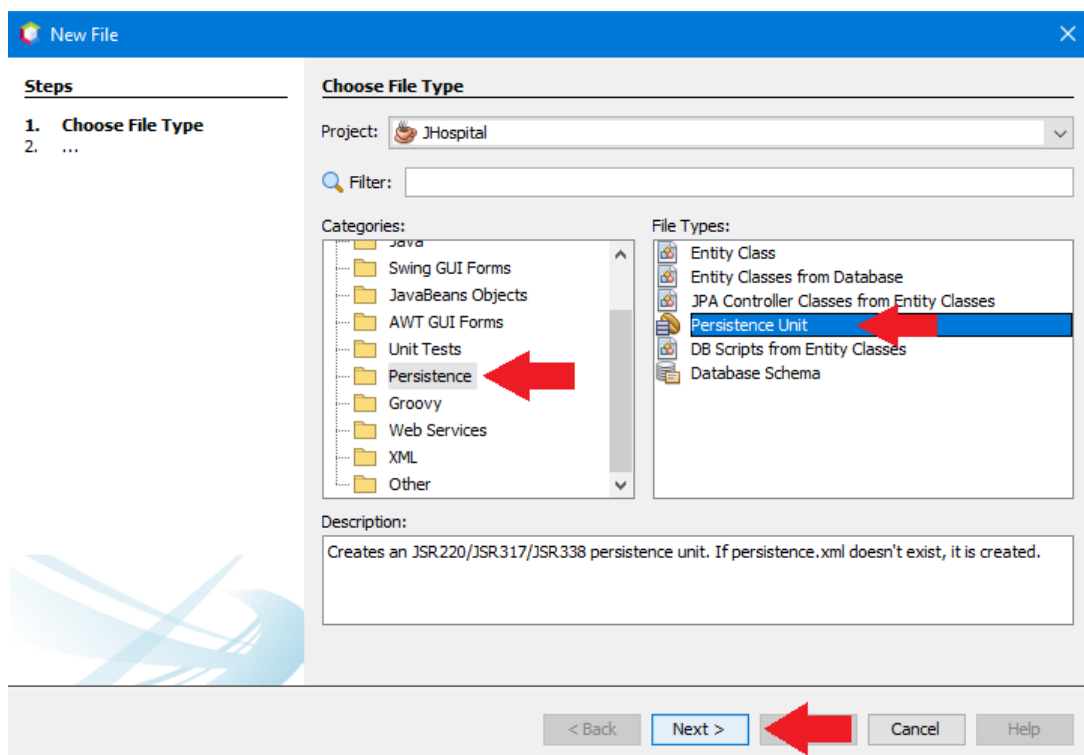 New File
Steps
1. Choose File Type
2. ...
Choose File Type
Project: JHospital
Filter:
Categories:
Java
Swing GUI Forms
JavaBeans Objects
AWT GUI Forms
Unit Tests
Persistence
Groovy
Web Services
XML
Other
File Types:
Entity Class
Entity Classes from Database
JPA Controller Classes from Entity Classes
Persistence Unit
DB Scripts from Entity Classes
Database Schema
Description:
Creates an JSR220/JSR317/JSR338 persistence unit. If persistence.xml doesn't exist, it is created.
< Back Next > Cancel Help